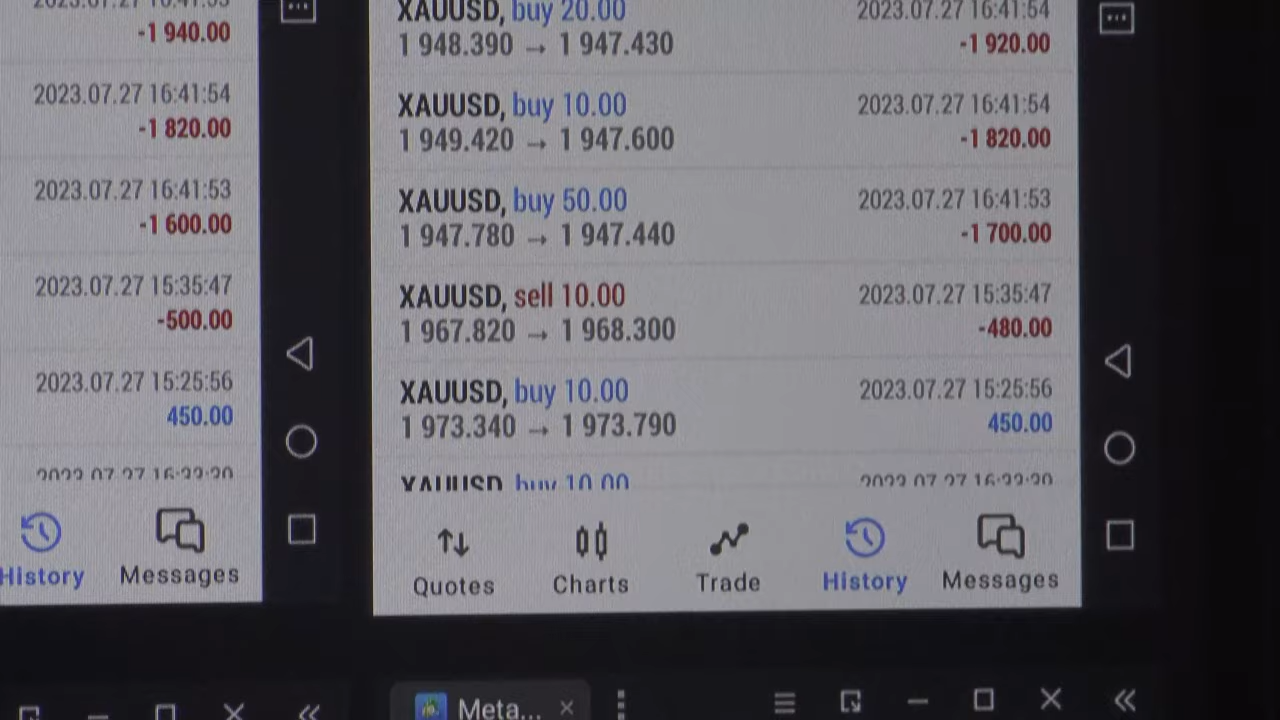 -1 940.00
2023.07.27 16:41:54
-1 820.00
2023.07.27 16:41:53
-1 600.00
2023.07.27 15:35:47
-500.00
2023.07.27 15:25:56
450.00
History Messages
XAUUSD, buy 20.00 2023.07.27 16:41:54
1 948.390 → 1 947.430 -1 920.00
XAUUSD, buy 10.00 2023.07.27 16:41:54
1 949.420 → 1 947.600 -1 820.00
XAUUSD, buy 50.00 2023.07.27 16:41:53
1 947.780 → 1 947.440 -1 700.00
XAUUSD, sell 10.00 2023.07.27 15:35:47
1 967.820 → 1 968.300 -480.00
XAUUSD, buy 10.00 2023.07.27 15:25:56
1 973.340 → 1 973.790 450.00
XAUUSD buy 10.00
Quotes Charts Trade History Messages
Meta...